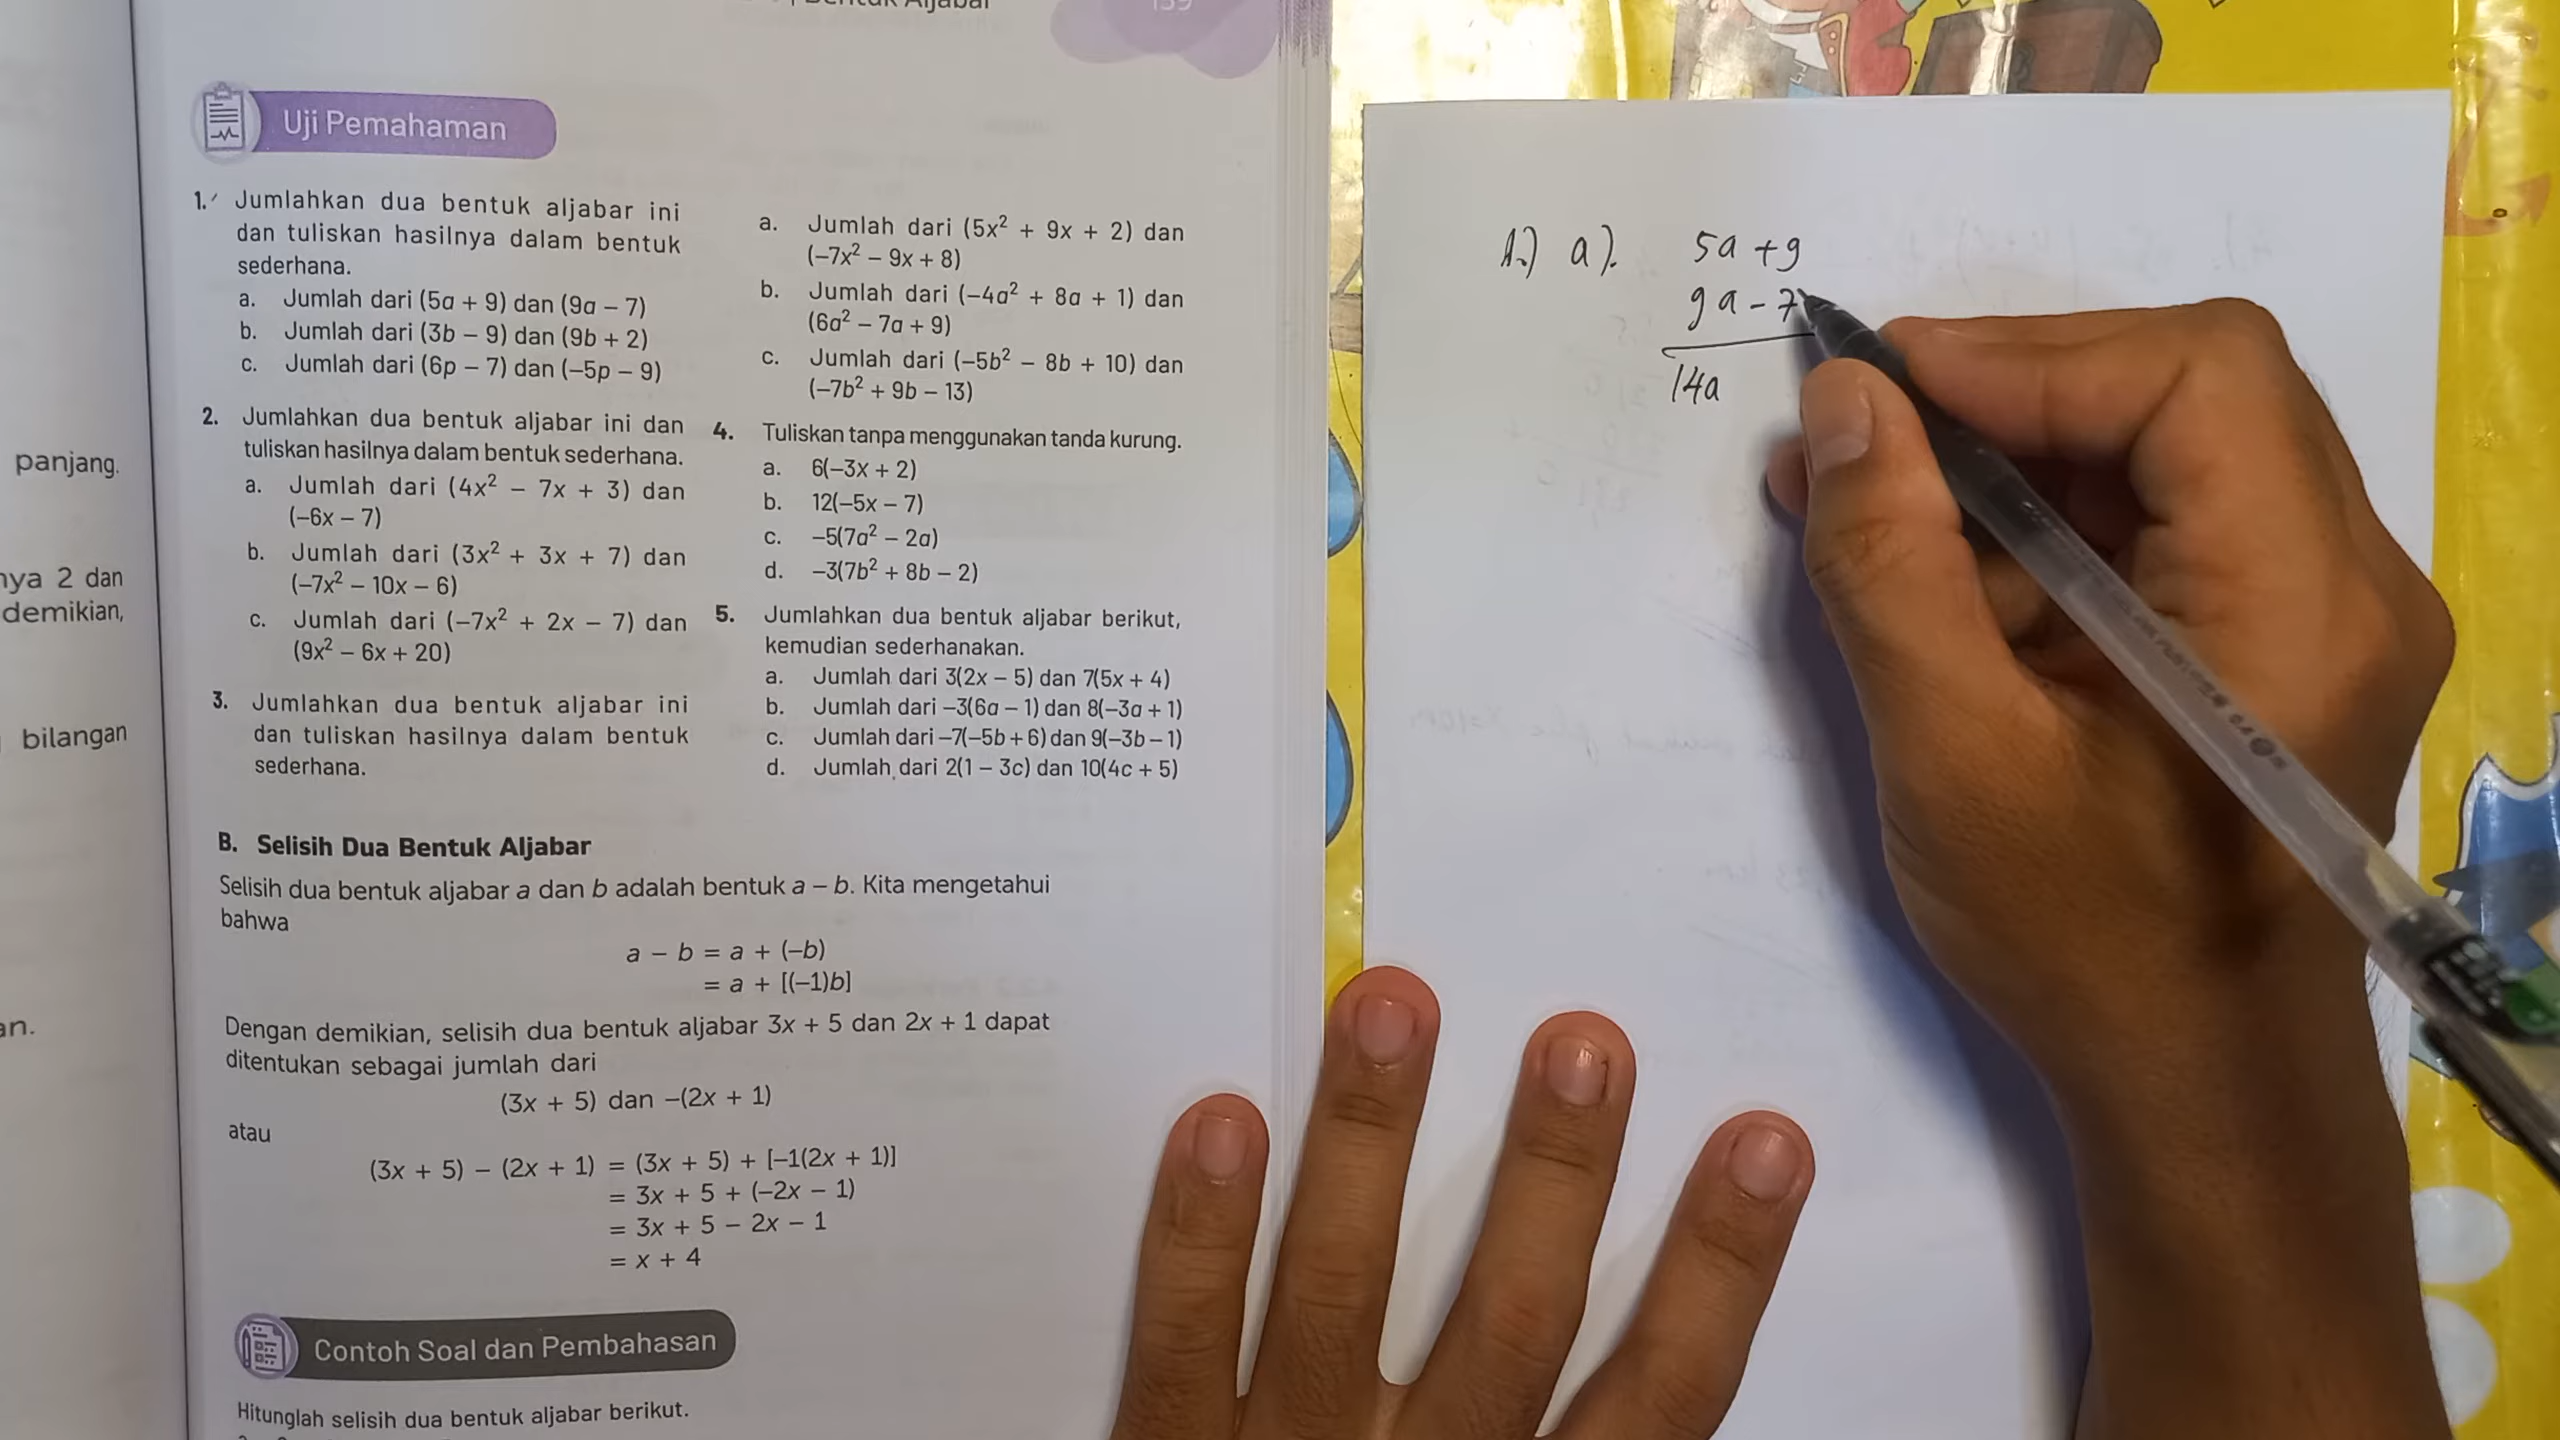 Bentuk Aljabar
159
panjang.
nya 2 dan
demikian,
bilangan
an.
Uji Pemahaman
1. Jumlahkan dua bentuk aljabar ini
dan tuliskan hasilnya dalam bentuk
sederhana.
a. Jumlah dari (5a + 9) dan (9a – 7)
b. Jumlah dari (3b – 9) dan (9b + 2)
c. Jumlah dari (6p – 7) dan (–5p – 9)
2. Jumlahkan dua bentuk aljabar ini dan
tuliskan hasilnya dalam bentuk sederhana.
a. Jumlah dari (4x² – 7x + 3) dan
(–6x – 7)
b. Jumlah dari (3x² + 3x + 7) dan
(–7x² – 10x – 6)
c. Jumlah dari (–7x² + 2x – 7) dan
(9x² – 6x + 20)
3. Jumlahkan dua bentuk aljabar ini
dan tuliskan hasilnya dalam bentuk
sederhana.
a. Jumlah dari (5x² + 9x + 2) dan
(–7x² – 9x + 8)
b. Jumlah dari (–4a² + 8a + 1) dan
(6a² – 7a + 9)
c. Jumlah dari (–5b² – 8b + 10) dan
(–7b² + 9b – 13)
4. Tuliskan tanpa menggunakan tanda kurung.
a. 6(–3x + 2)
b. 12(–5x – 7)
c. –5(7a² – 2a)
d. –3(7b² + 8b – 2)
5. Jumlahkan dua bentuk aljabar berikut,
kemudian sederhanakan.
a. Jumlah dari 3(2x – 5) dan 7(5x + 4)
b. Jumlah dari –3(6a – 1) dan 8(–3a + 1)
c. Jumlah dari –7(–5b + 6) dan 9(–3b – 1)
d. Jumlah dari 2(1 – 3c) dan 10(4c + 5)
B. Selisih Dua Bentuk Aljabar
Selisih dua bentuk aljabar a dan b adalah bentuk a – b. Kita mengetahui
bahwa
a – b = a + (–b)
= a + [(–1)b]
Dengan demikian, selisih dua bentuk aljabar 3x + 5 dan 2x + 1 dapat
ditentukan sebagai jumlah dari
(3x + 5) dan –(2x + 1)
atau
(3x + 5) – (2x + 1) = (3x + 5) + [–1(2x + 1)]
= 3x + 5 + (–2x – 1)
= 3x + 5 – 2x – 1
= x + 4
Contoh Soal dan Pembahasan
Hitunglah selisih dua bentuk aljabar berikut.
1.) a). 5a + 9
9a – 7
14a